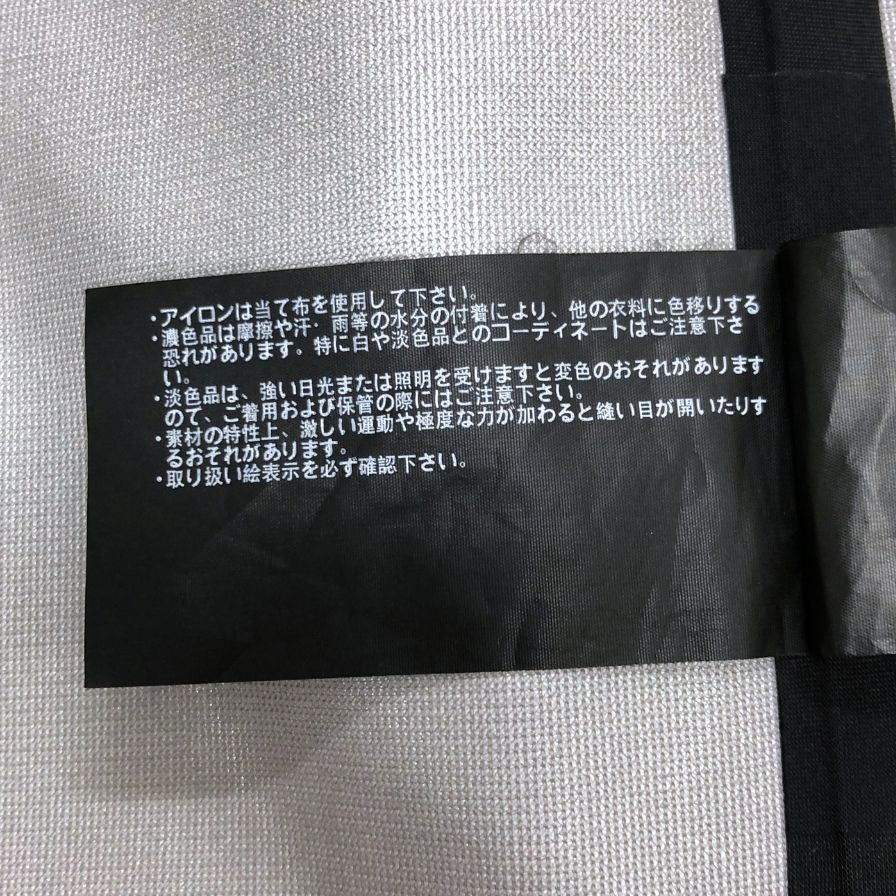 ・アイロンは当て布を使用して下さい。
・濃色品は摩擦や汗・雨等の水分の付着により、他の衣料に色移りする
恐れがあります。特に白や淡色品とのコーディネートはご注意下さ
い。
・淡色品は、強い日光または照明を受けますと変色のおそれがあります
ので、ご着用および保管の際にはご注意下さい。
・素材の特性上、激しい運動や極度な力が加わると縫い目が開いたりす
るおそれがあります。
・取り扱い絵表示を必ず確認下さい。